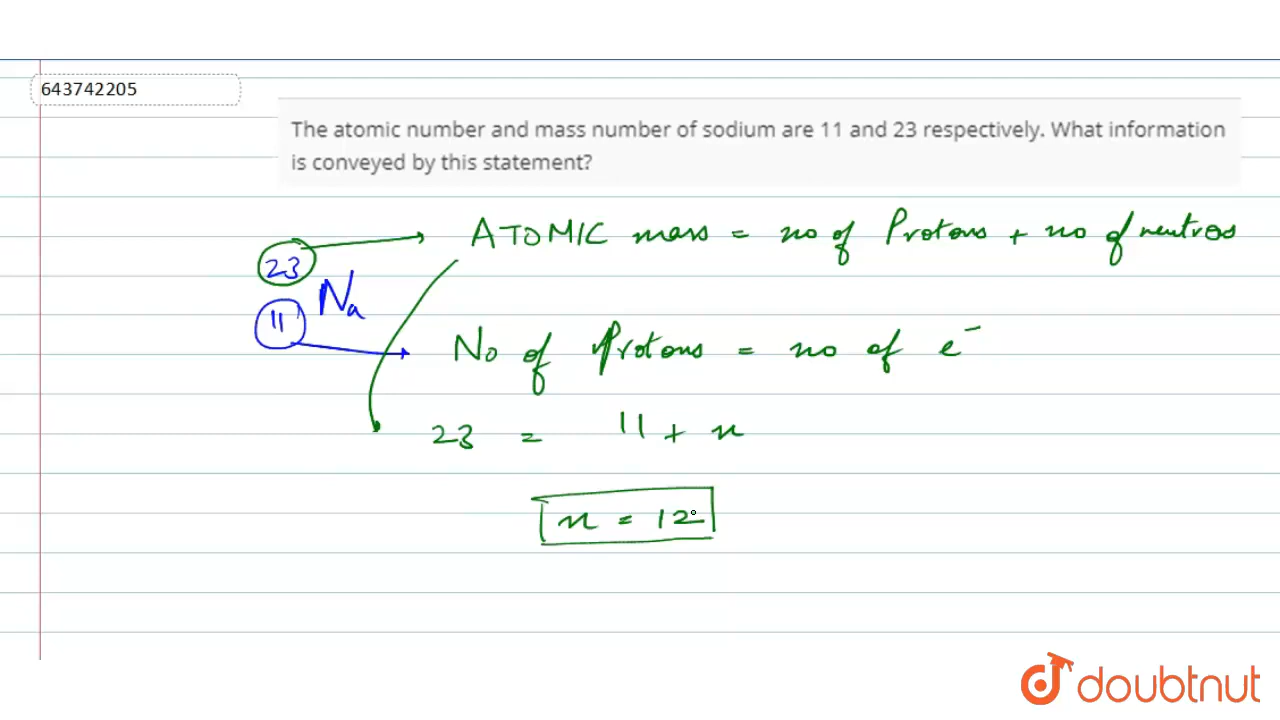 643742205
The atomic number and mass number of sodium are 11 and 23 respectively. What information
is conveyed by this statement?
ATOMIC mass = no of Protons + no of neutros
23
11 Na
No of Protons = no of e⁻
23 = 11 + n
n = 12
doubtnut